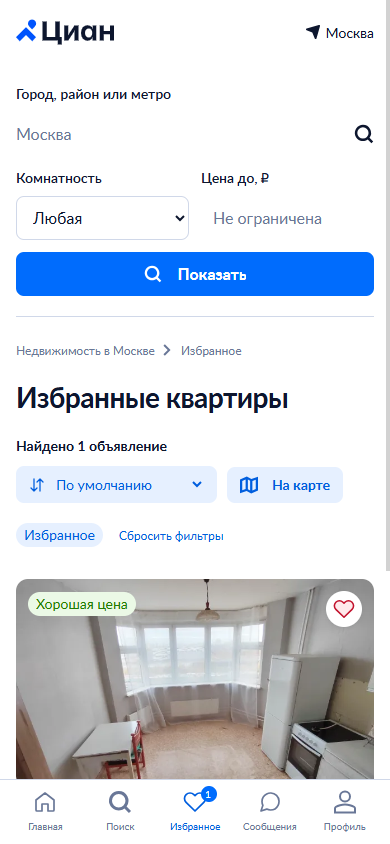 Циан
Москва
Город, район или метро
Москва
Комнатность
Цена до, ₽
Любая
Не ограничена
Показать
Недвижимость в Москве
Избранное
Избранные квартиры
Найдено 1 объявление
По умолчанию
На карте
Избранное
Сбросить фильтры
Хорошая цена
1
Главная
Поиск
Избранное
Сообщения
Профиль